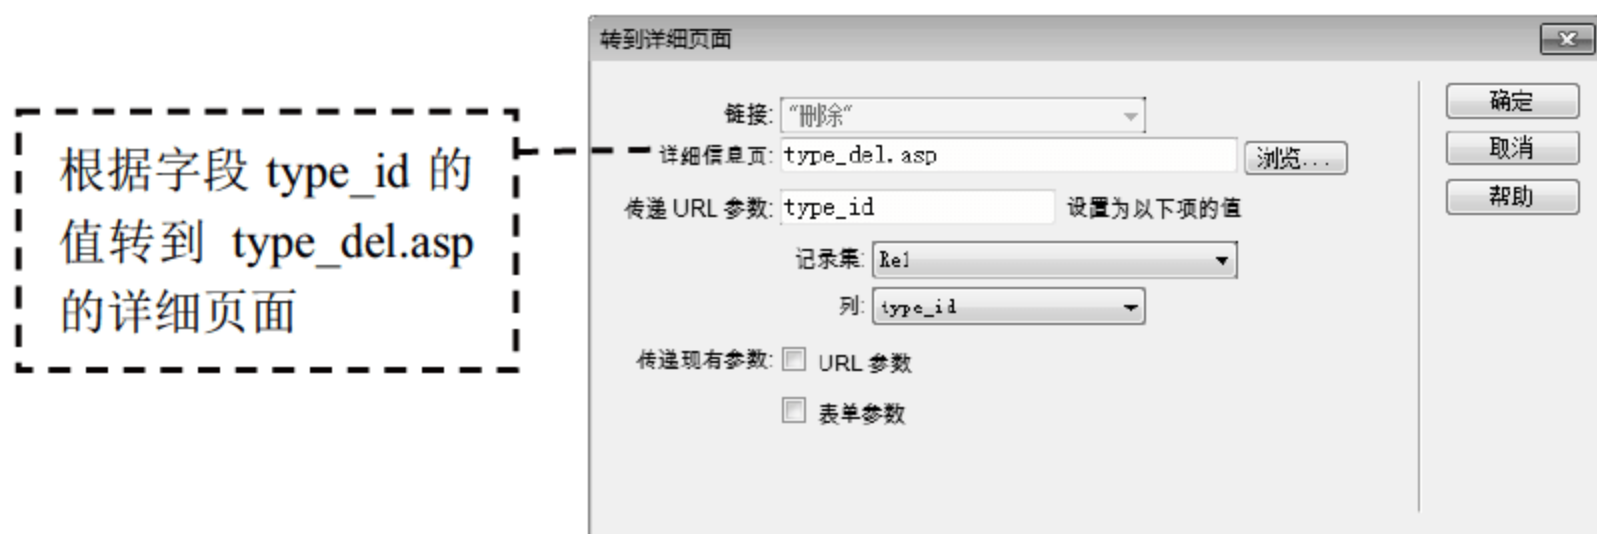 转到详细页面
根据字段 type_id 的
值转到 type_del.asp
的详细页面
链接: “删除“
详细信息页: type_del.asp 浏览...
传递 URL 参数: type_id 设置为以下项的值
记录集: Re1
列: type_id
传递现有参数: URL 参数
表单参数
确定
取消
帮助